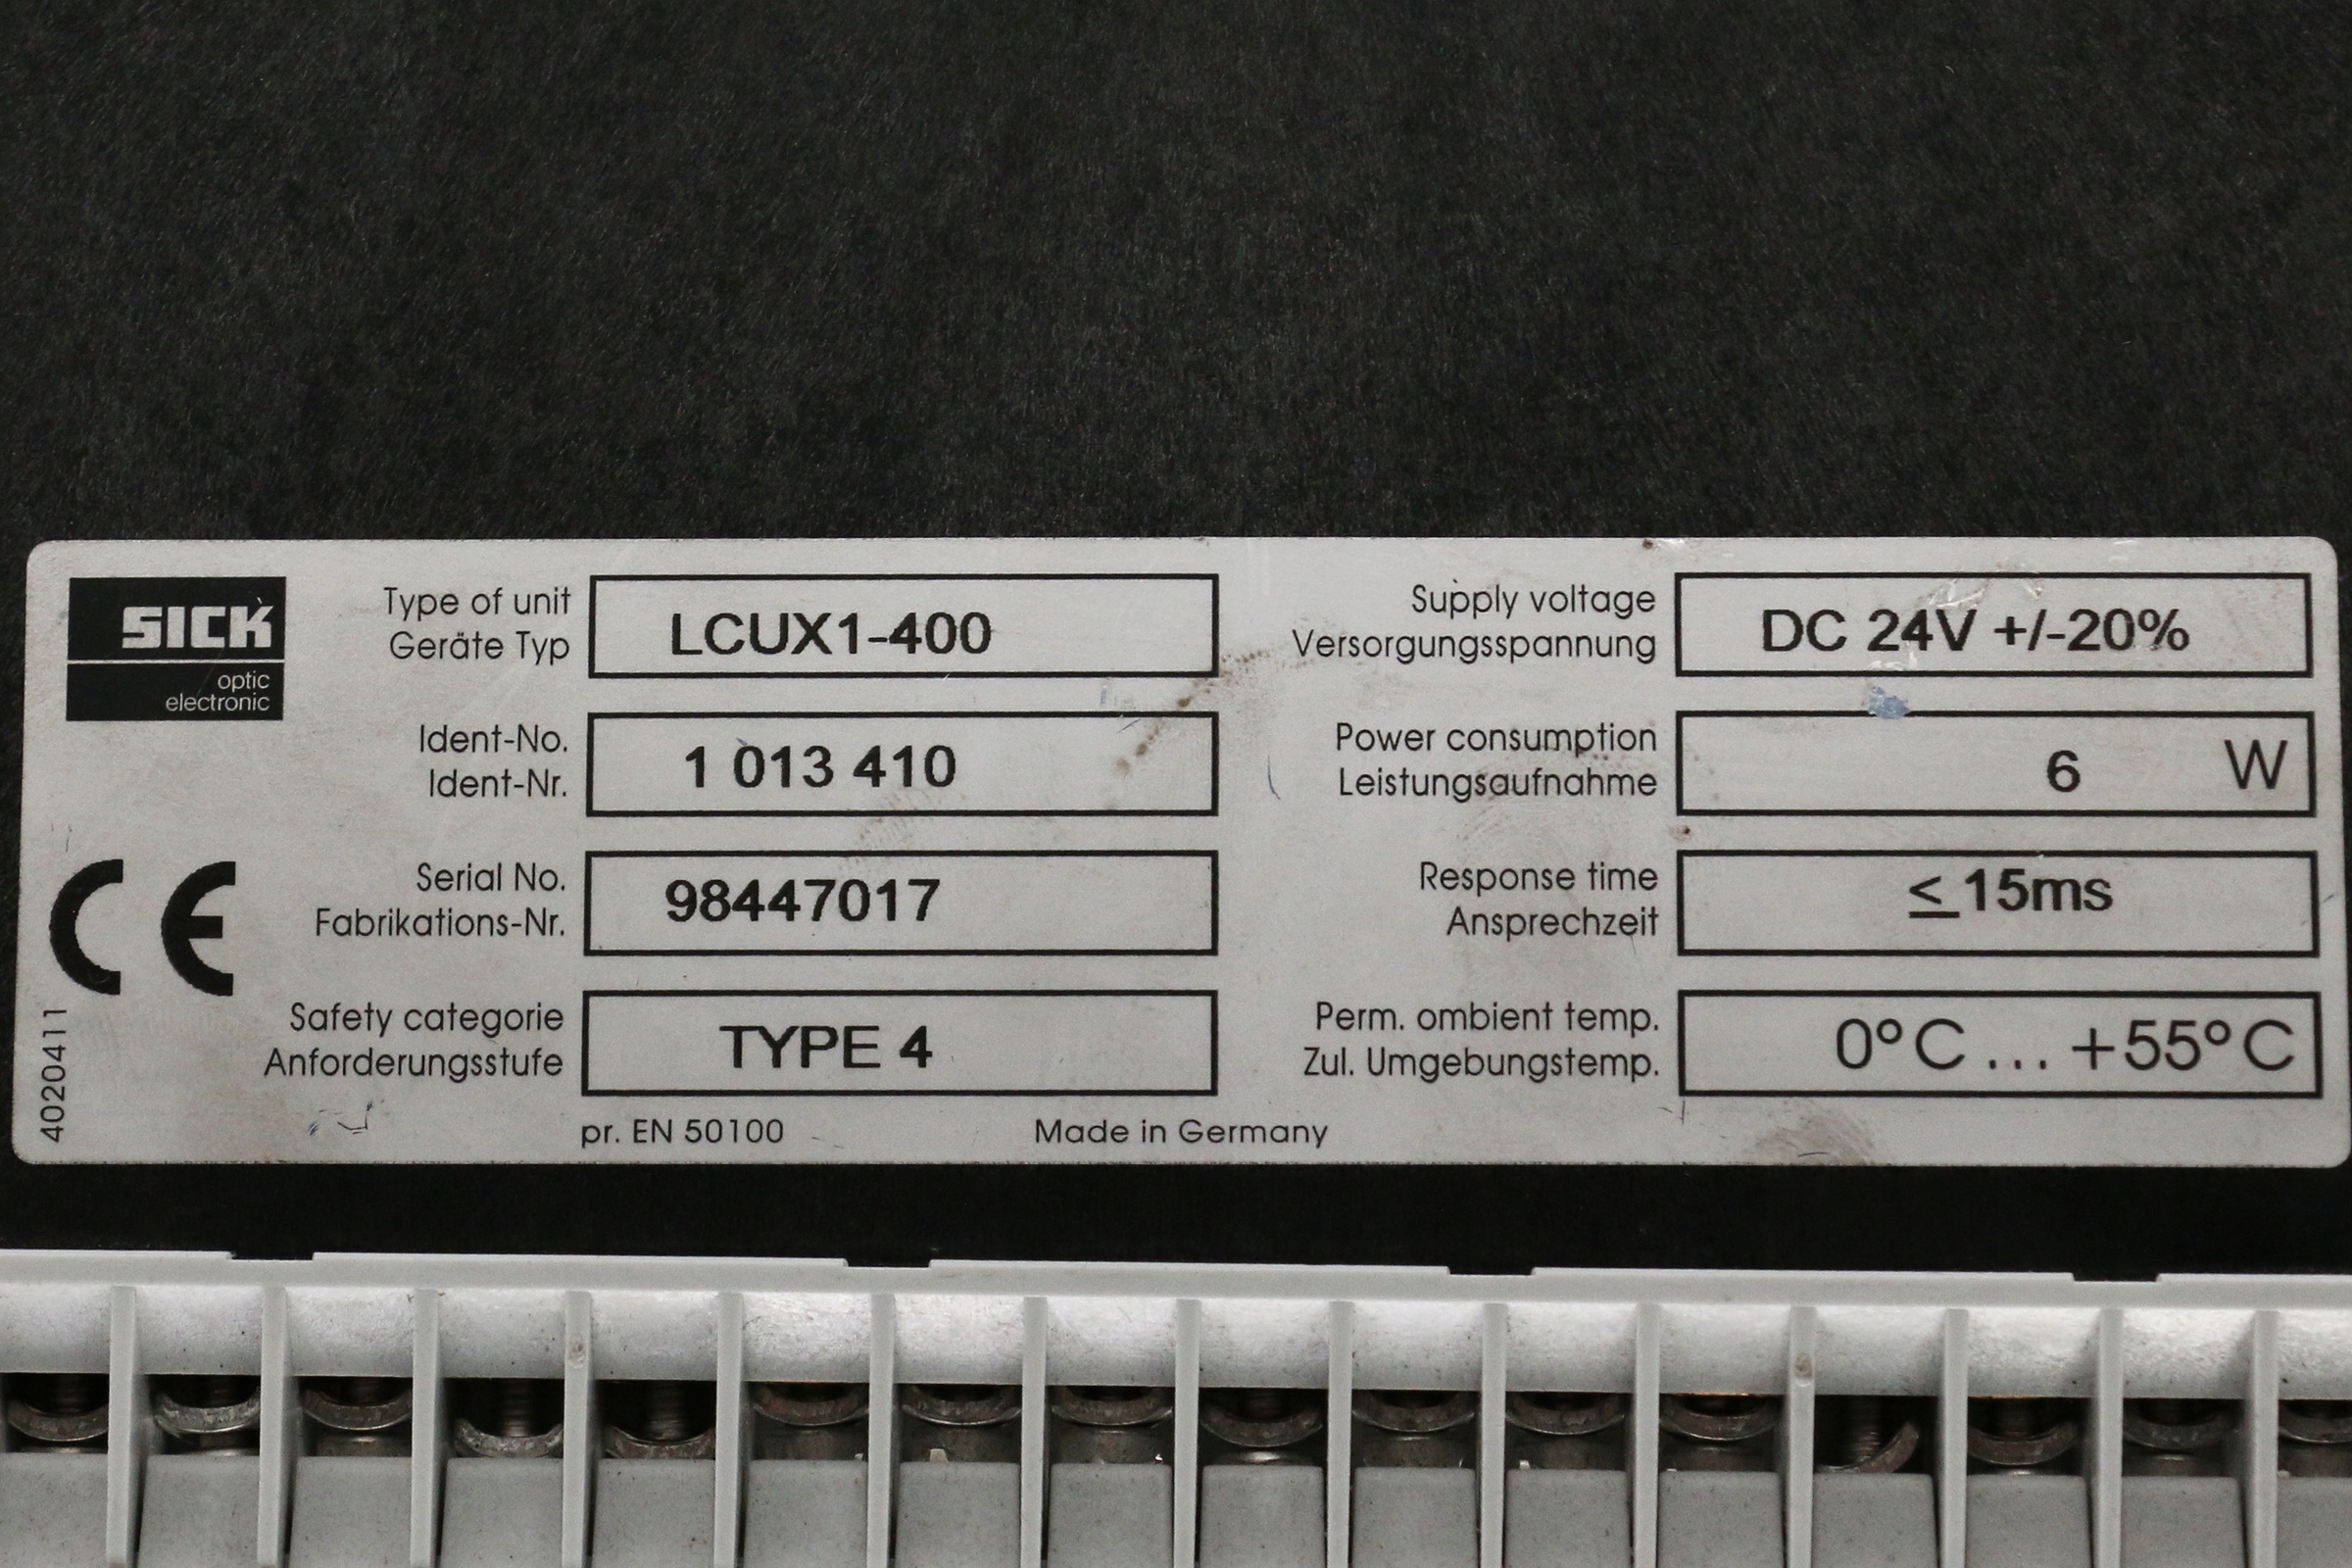 SICK
optic
electronic
Type of unit
Geräte Typ
LCUX1-400
Ident-No.
Ident-Nr.
1 013 410
Serial No.
Fabrikations-Nr.
98447017
Safety categorie
Anforderungsstufe
TYPE 4
Supply voltage
Versorgungsspannung
DC 24V +/-20%
Power consumption
Leistungsaufnahme
6 W
Response time
Ansprechzeit
≤15ms
Perm. ombient temp.
Zul. Umgebungstemp.
0°C ... +55°C
CE
4020411
pr. EN 50100
Made in Germany